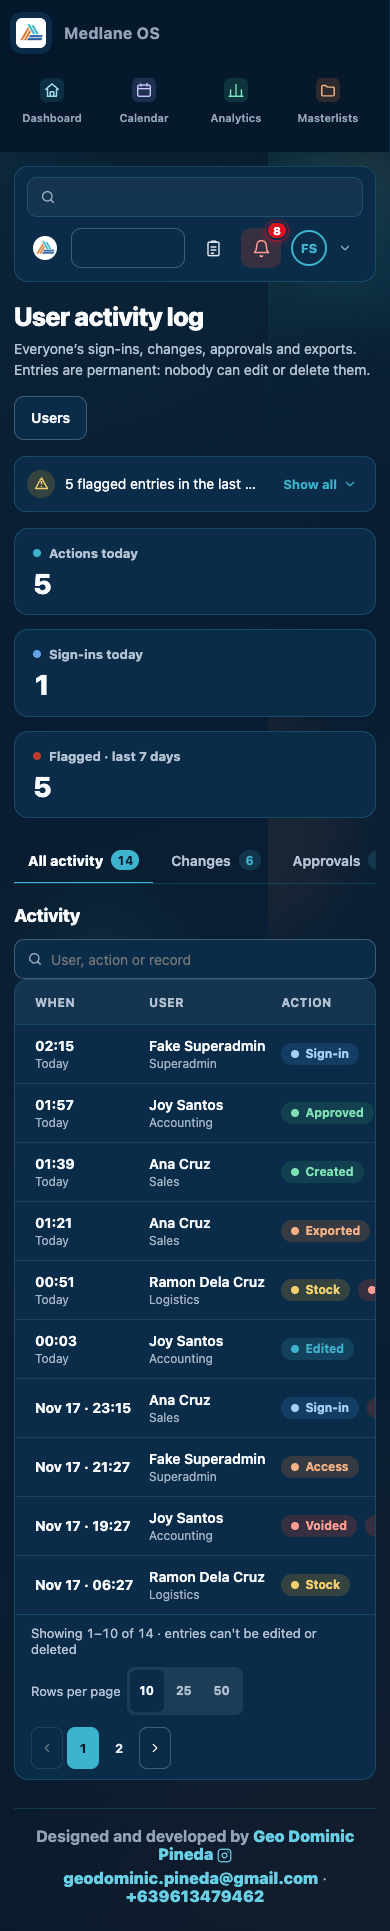 Medlane OS
Dashboard
Calendar
Analytics
Masterlists
8
FS
User activity log
Everyone’s sign-ins, changes, approvals and exports.
Entries are permanent: nobody can edit or delete them.
Users
5 flagged entries in the last ...
Show all
Actions today
5
Sign-ins today
1
Flagged · last 7 days
5
All activity 14
Changes 6
Approvals
Activity
User, action or record
WHEN USER ACTION
02:15 Fake Superadmin Sign-in
Today Superadmin
01:57 Joy Santos Approved
Today Accounting
01:39 Ana Cruz Created
Today Sales
01:21 Ana Cruz Exported
Today Sales
00:51 Ramon Dela Cruz Stock
Today Logistics
00:03 Joy Santos Edited
Today Accounting
Nov 17 · 23:15 Ana Cruz Sign-in
Sales
Nov 17 · 21:27 Fake Superadmin Access
Superadmin
Nov 17 · 19:27 Joy Santos Voided
Accounting
Nov 17 · 06:27 Ramon Dela Cruz Stock
Logistics
Showing 1–10 of 14 · entries can't be edited or
deleted
Rows per page 10 25 50
1 2
Designed and developed by Geo Dominic
Pineda
geodominic.pineda@gmail.com ·
+639613479462